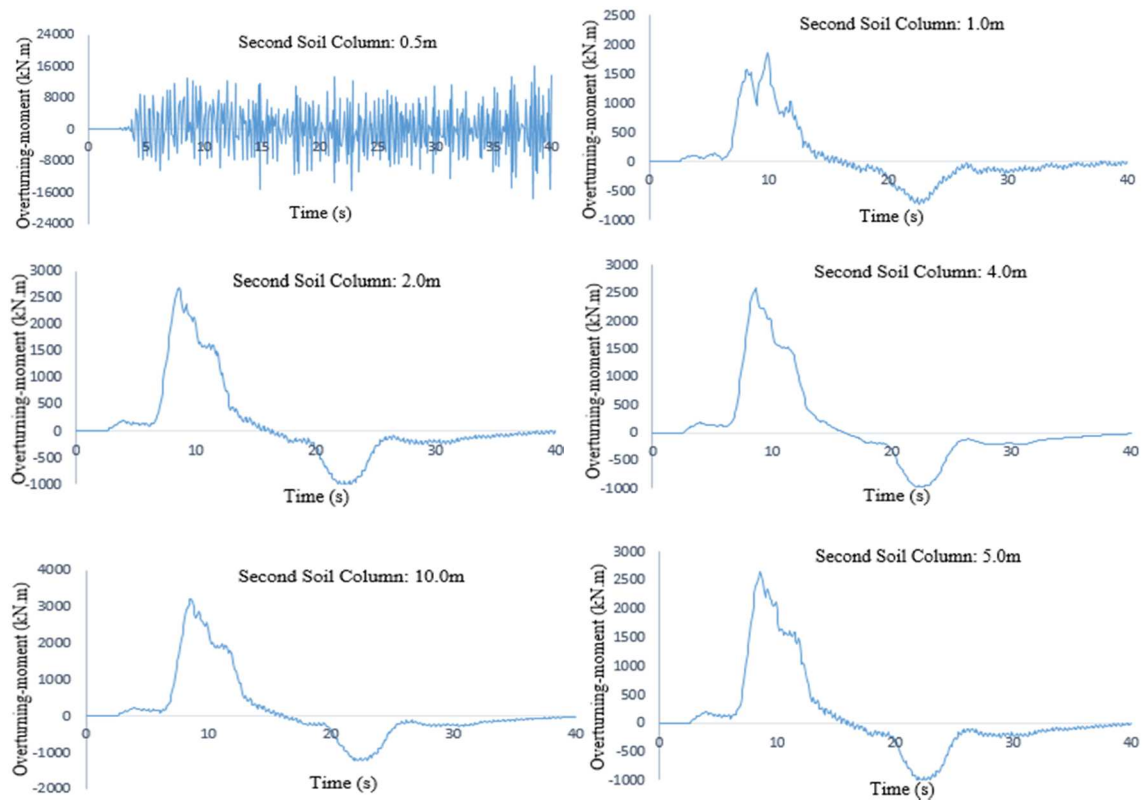 Second Soil Column: 0.5m
Overturning-moment (kN.m)
24000
16000
8000
0
-8000
-16000
-24000
0 5 10 15 20 25 30 35 40
Time (s)
Second Soil Column: 1.0m
Overturning-moment (kN.m)
2500
2000
1500
1000
500
0
-500
-1000
0 10 20 30 40
Time (s)
Second Soil Column: 2.0m
Overturning-moment (kN.m)
3000
2500
2000
1500
1000
500
0
-500
-1000
0 10 20 30 40
Time (s)
Second Soil Column: 4.0m
Overturning-moment (kN.m)
3000
2500
2000
1500
1000
500
0
-500
-1000
0 10 20 30 40
Time (s)
Second Soil Column: 10.0m
Overturning-moment (kN.m)
4000
3000
2000
1000
0
-1000
-2000
0 10 20 30 40
Time (s)
Second Soil Column: 5.0m
Overturning-moment (kN.m)
3000
2500
2000
1500
1000
500
0
-500
-1000
0 10 20 30 40
Time (s)